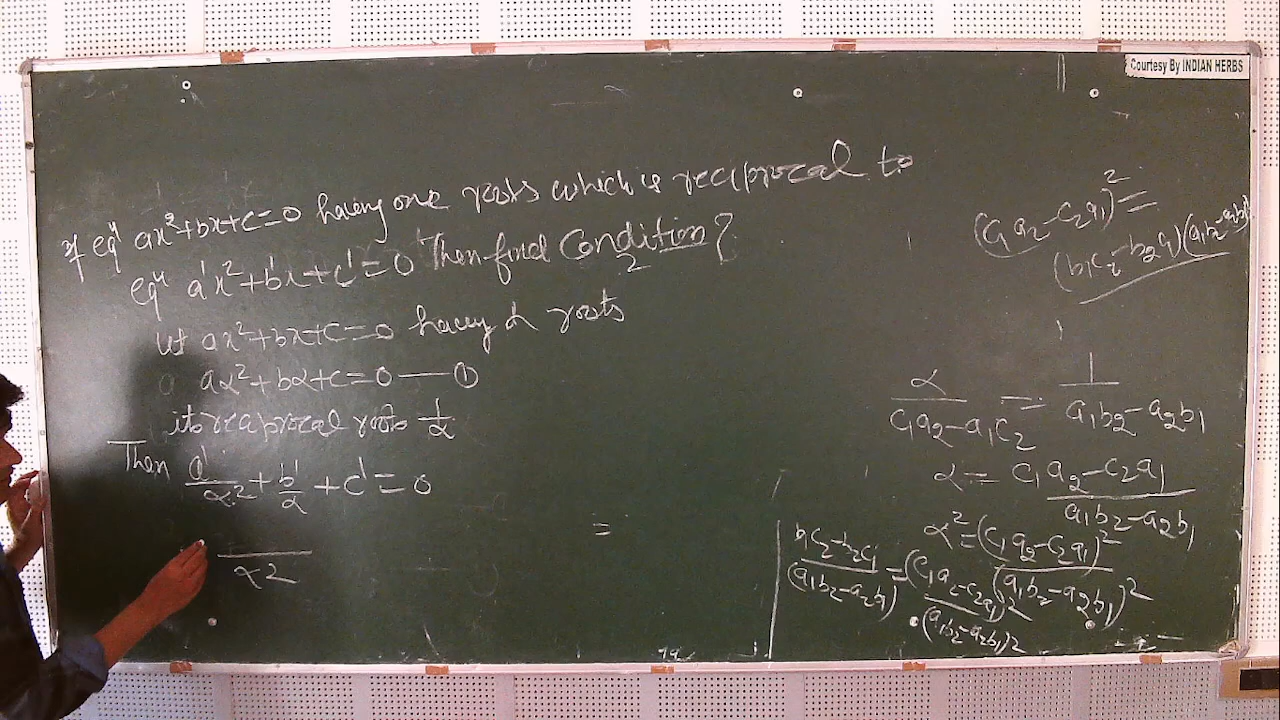 Courtesy By INDIAN HERBS
If eqⁿ ax²+bx+c=0 having one roots which is reciprocal to
eqⁿ a'x²+b'x+c'=0 Then find Condition?
2
let ax²+bx+c=0 having α roots
aα²+bα+c=0 — ①
its reciprocal roots 1/α
Then a'/α² + b'/α + c' = 0
/α2
=
(c₁a₂-c₂a₁)² =
(b₁c₂-b₂c₁)(a₁b₂-a₂b₁)
α/(c₁a₂-a₁c₂) = 1/(a₁b₂-a₂b₁)
α = (c₁a₂-c₂a₁)/(a₁b₂-a₂b₁)
α² = (c₁a₂-c₂a₁)²/(a₁b₂-a₂b₁)²
(b₁c₂-b₂c₁)/(a₁b₂-a₂b₁) = (c₁a₂-c₂a₁)²/(a₁b₂-a₂b₁)²